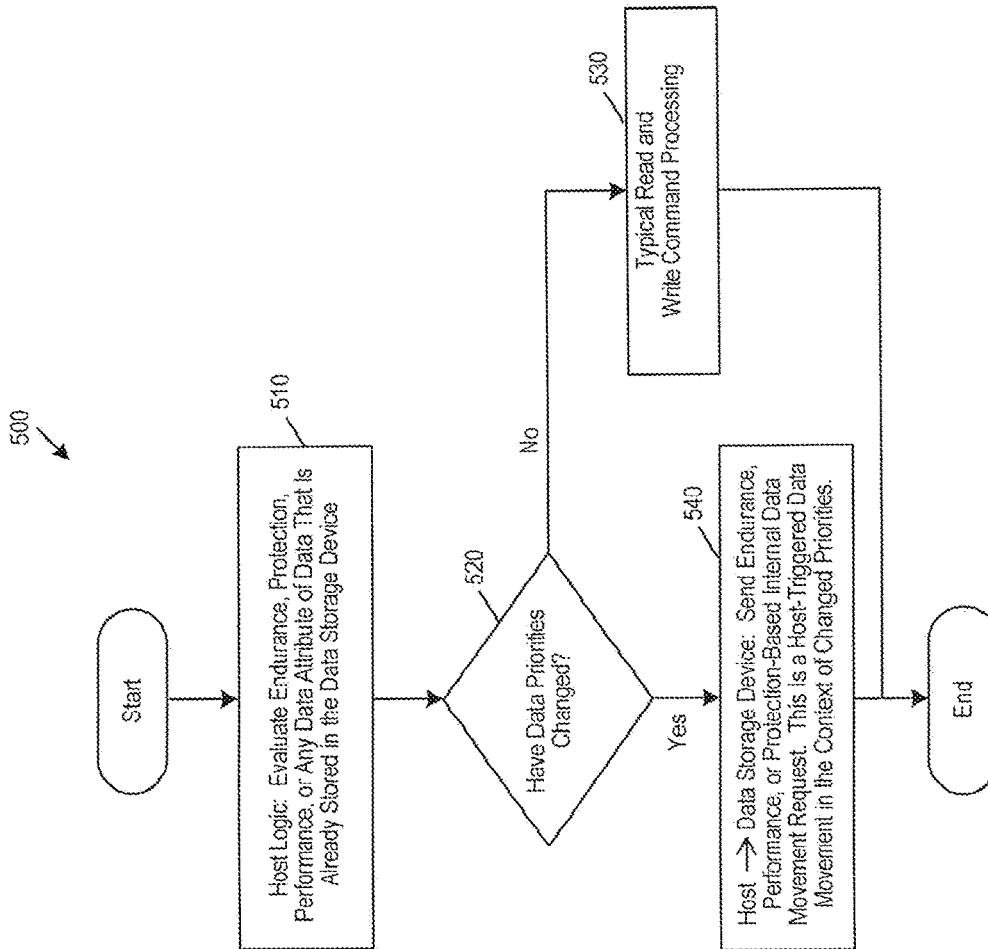 500
Start
Host Logic: Evaluate Endurance, Protection,
Performance, or Any Data Attribute of Data That Is
Already Stored in the Data Storage Device
510
Have Data Priorities
Changed?
520
No
Typical Read and
Write Command Processing
530
Yes
Host → Data Storage Device: Send Endurance,
Performance, or Protection-Based Internal Data
Movement Request. This is a Host-Triggered Data
Movement in the Context of Changed Priorities.
540
End